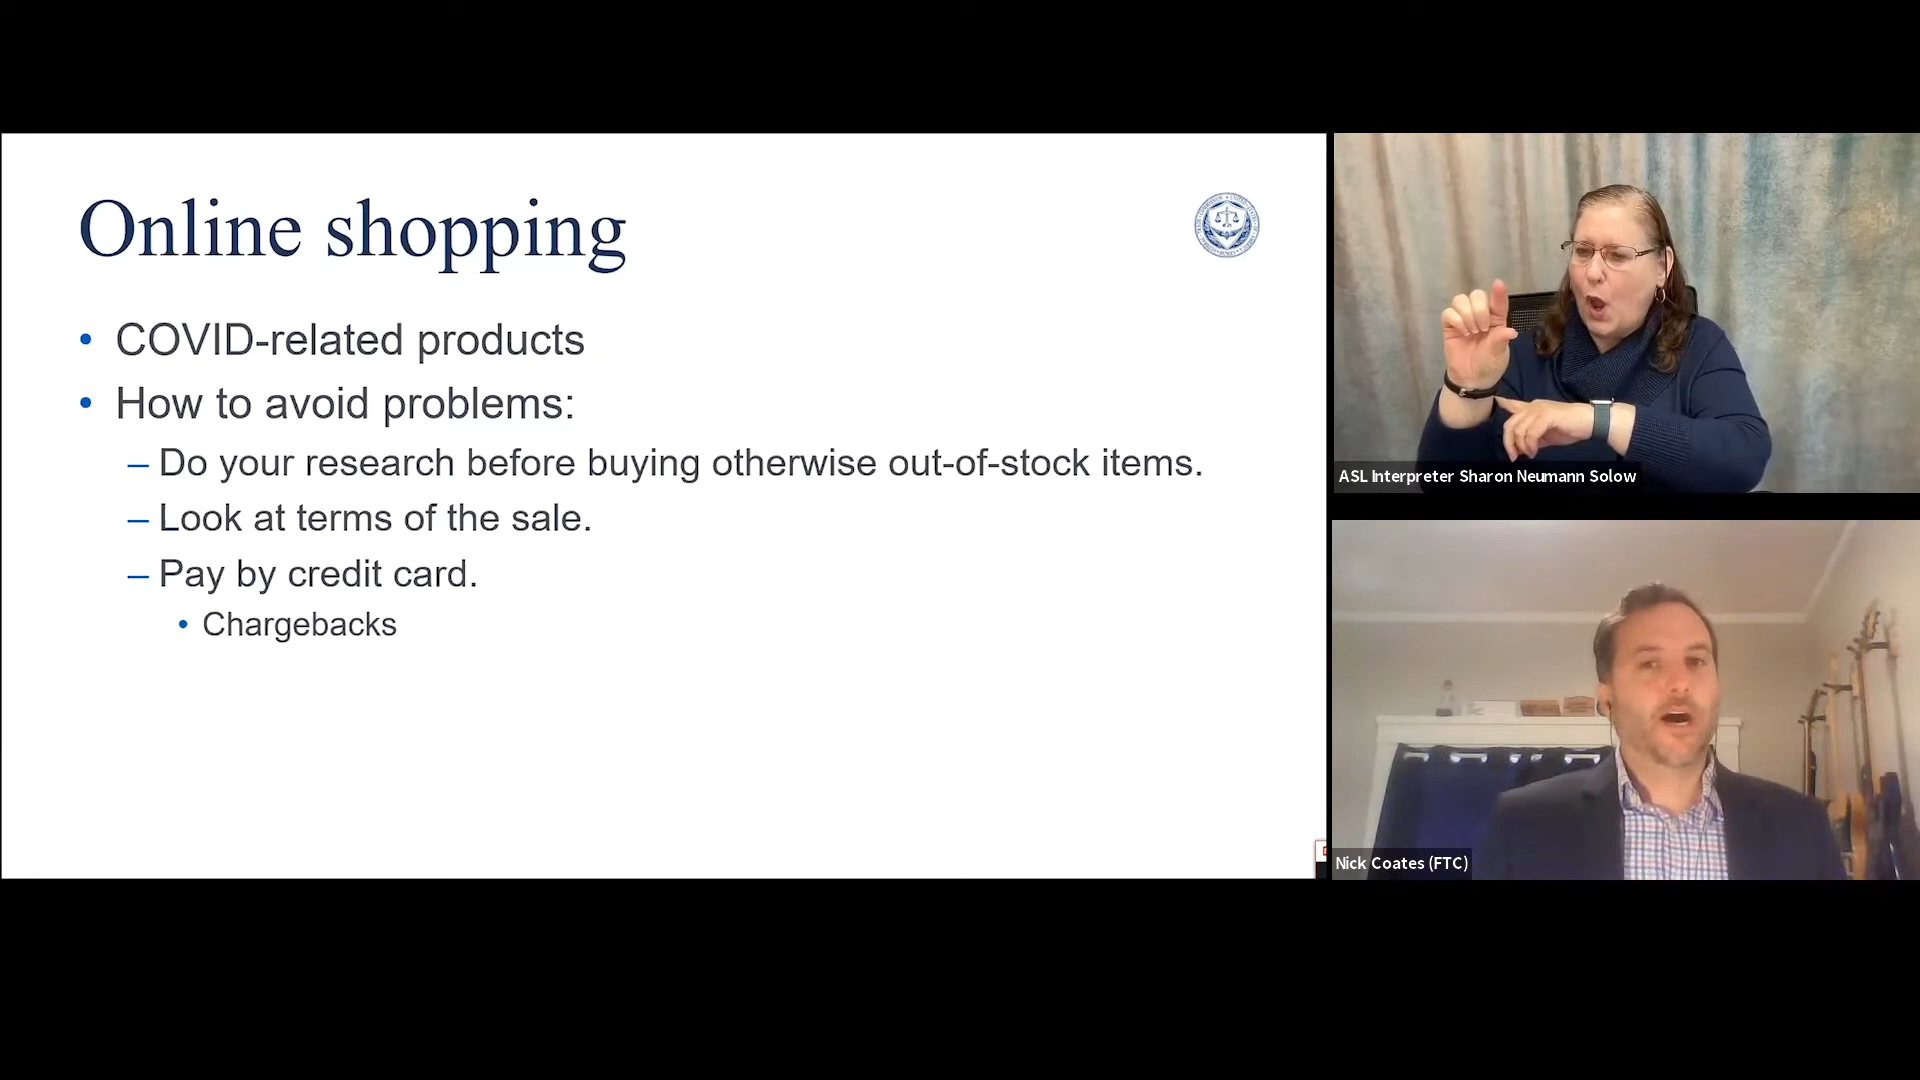 Online shopping
• COVID-related products
• How to avoid problems:
– Do your research before buying otherwise out-of-stock items.
– Look at terms of the sale.
– Pay by credit card.
• Chargebacks
ASL Interpreter Sharon Neumann Solow
Nick Coates (FTC)